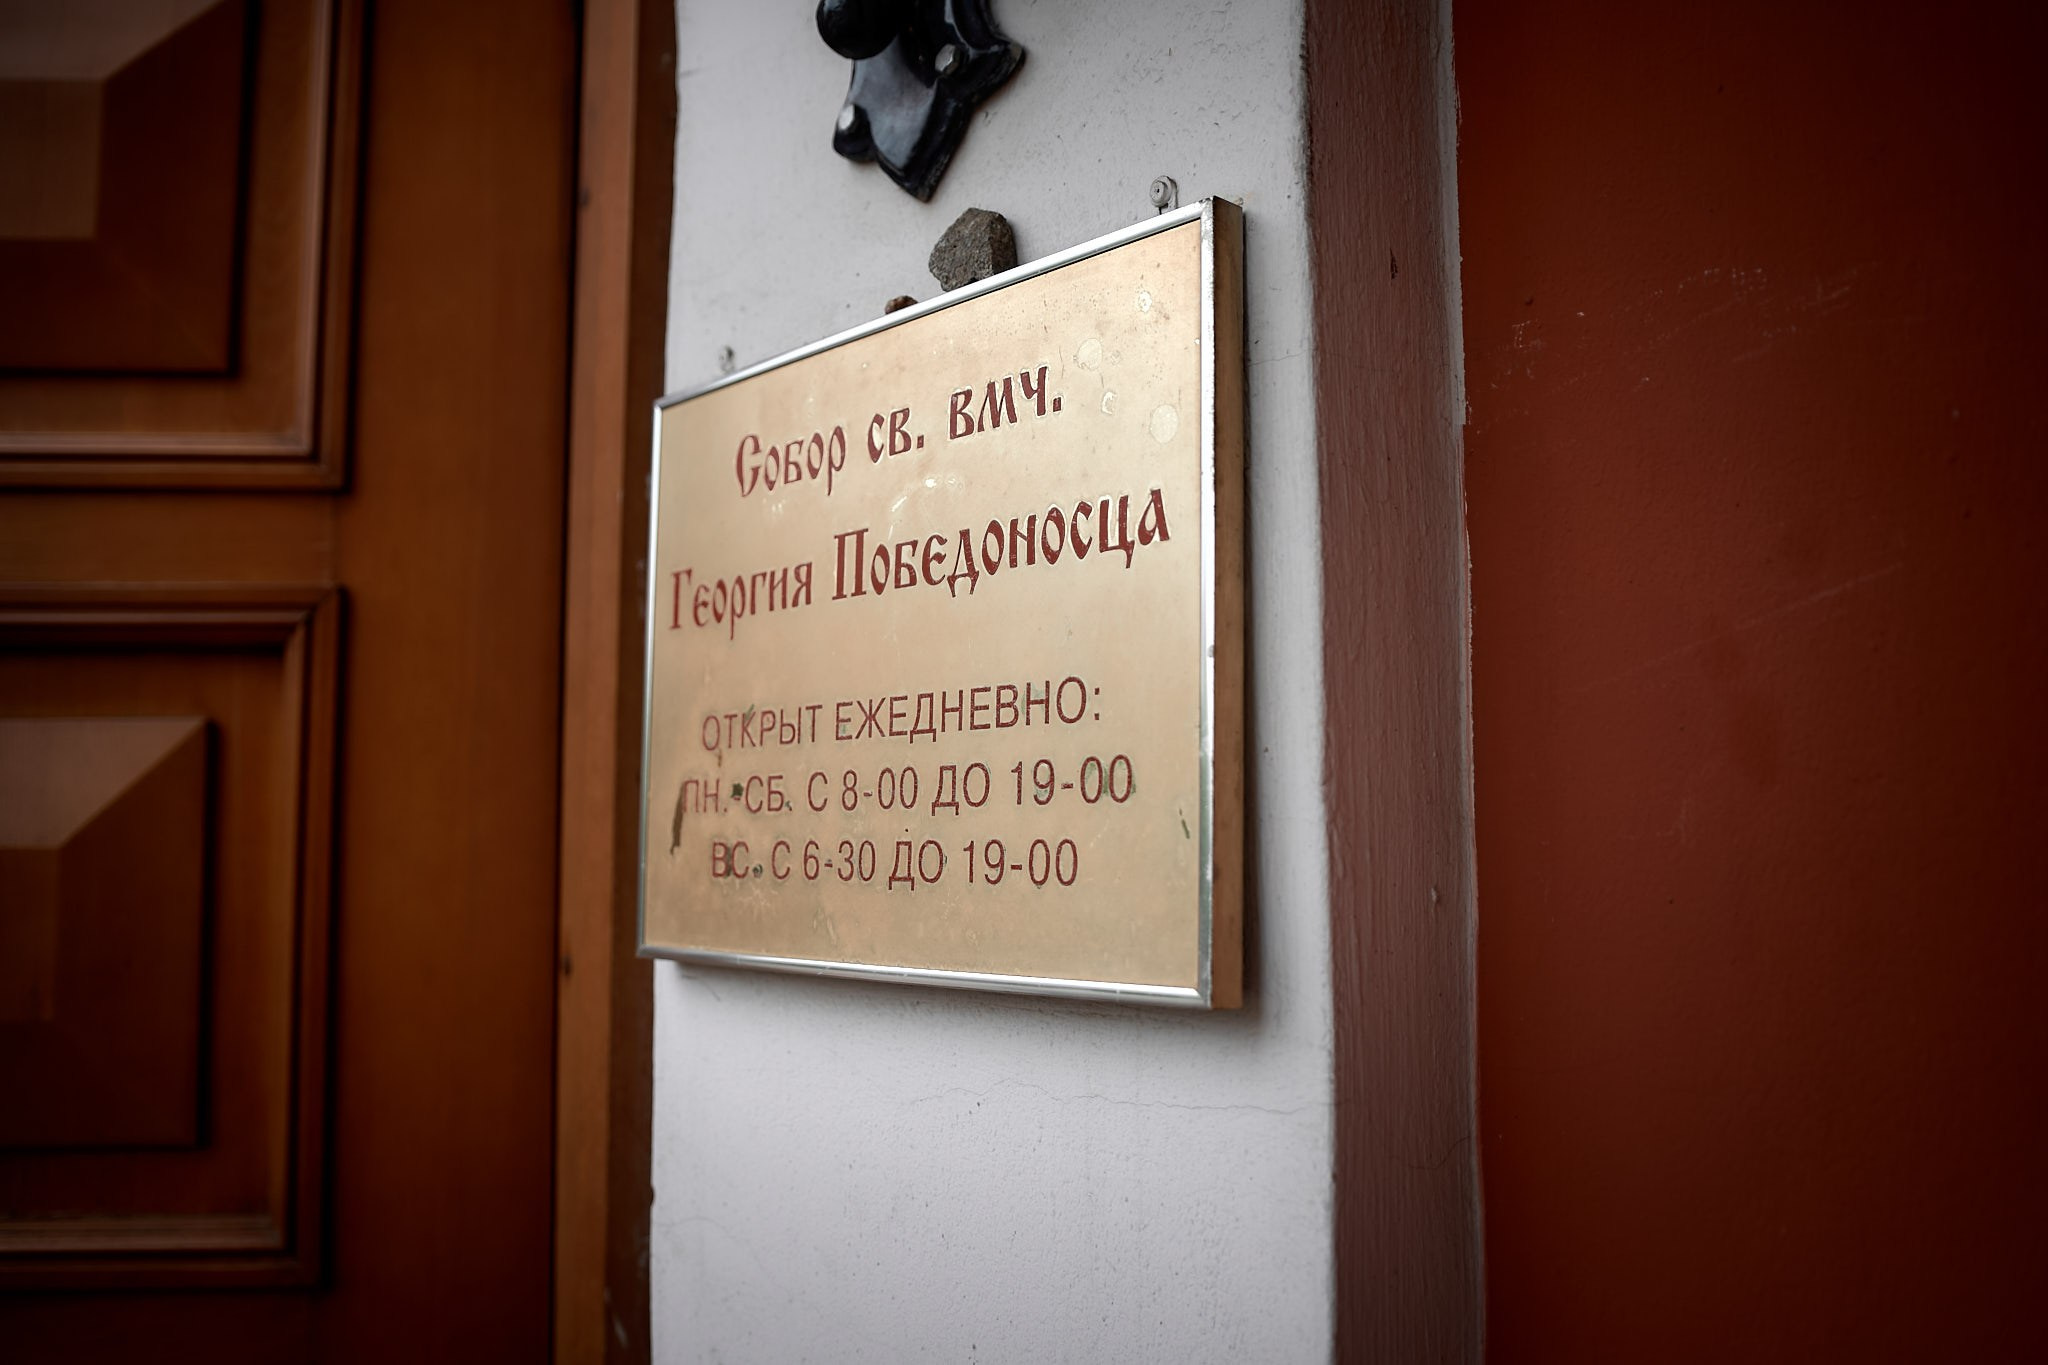 Собор св. вмч.
Георгия Победоносца
ОТКРЫТ ЕЖЕДНЕВНО:
ПН.-СБ. С 8-00 ДО 19-00
ВС. С 6-30 ДО 19-00